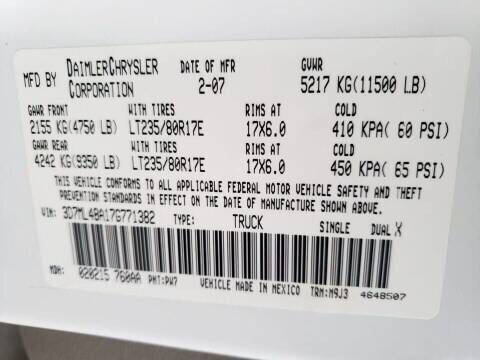 MFD BY DAIMLERCHRYSLER CORPORATION DATE OF MFR 2-07 GVWR 5217 KG(11500 LB)
GAWR FRONT WITH TIRES RIMS AT COLD
2155 KG(4750 LB) LT235/80R17E 17X6.0 410 KPA( 60 PSI)
GAWR REAR WITH TIRES RIMS AT COLD
4242 KG(9350 LB) LT235/80R17E 17X6.0 450 KPA( 65 PSI)
THIS VEHICLE CONFORMS TO ALL APPLICABLE FEDERAL MOTOR VEHICLE SAFETY AND THEFT
PREVENTION STANDARDS IN EFFECT ON THE DATE OF MANUFACTURE SHOWN ABOVE.
VIN: 3D7ML48A17G771382 TYPE: TRUCK SINGLE DUAL X
MDH: 020215 760AA PNT:PW7 VEHICLE MADE IN MEXICO TRM:M9J3 4648507